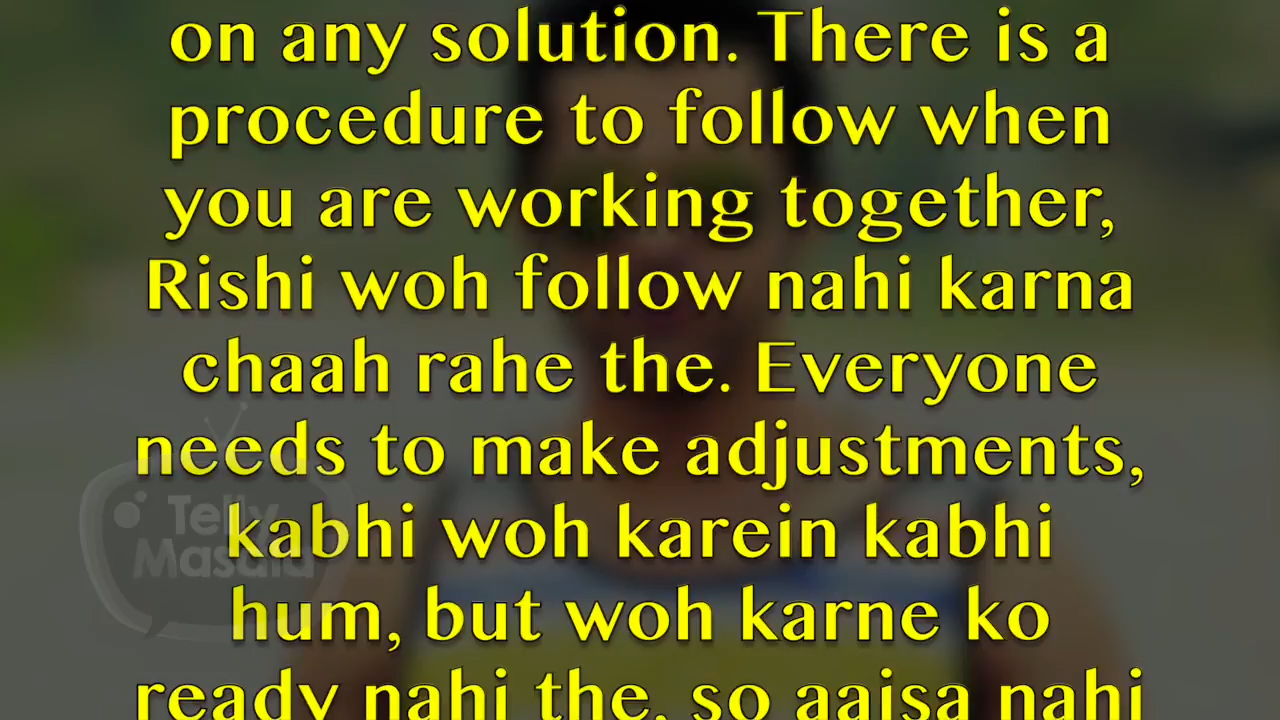 on any solution. There is a
procedure to follow when
you are working together,
Rishi woh follow nahi karna
chaah rahe the. Everyone
needs to make adjustments,
kabhi woh karein kabhi
hum, but woh karne ko
ready nahi the, so aaisa nahi
Telly
Masala